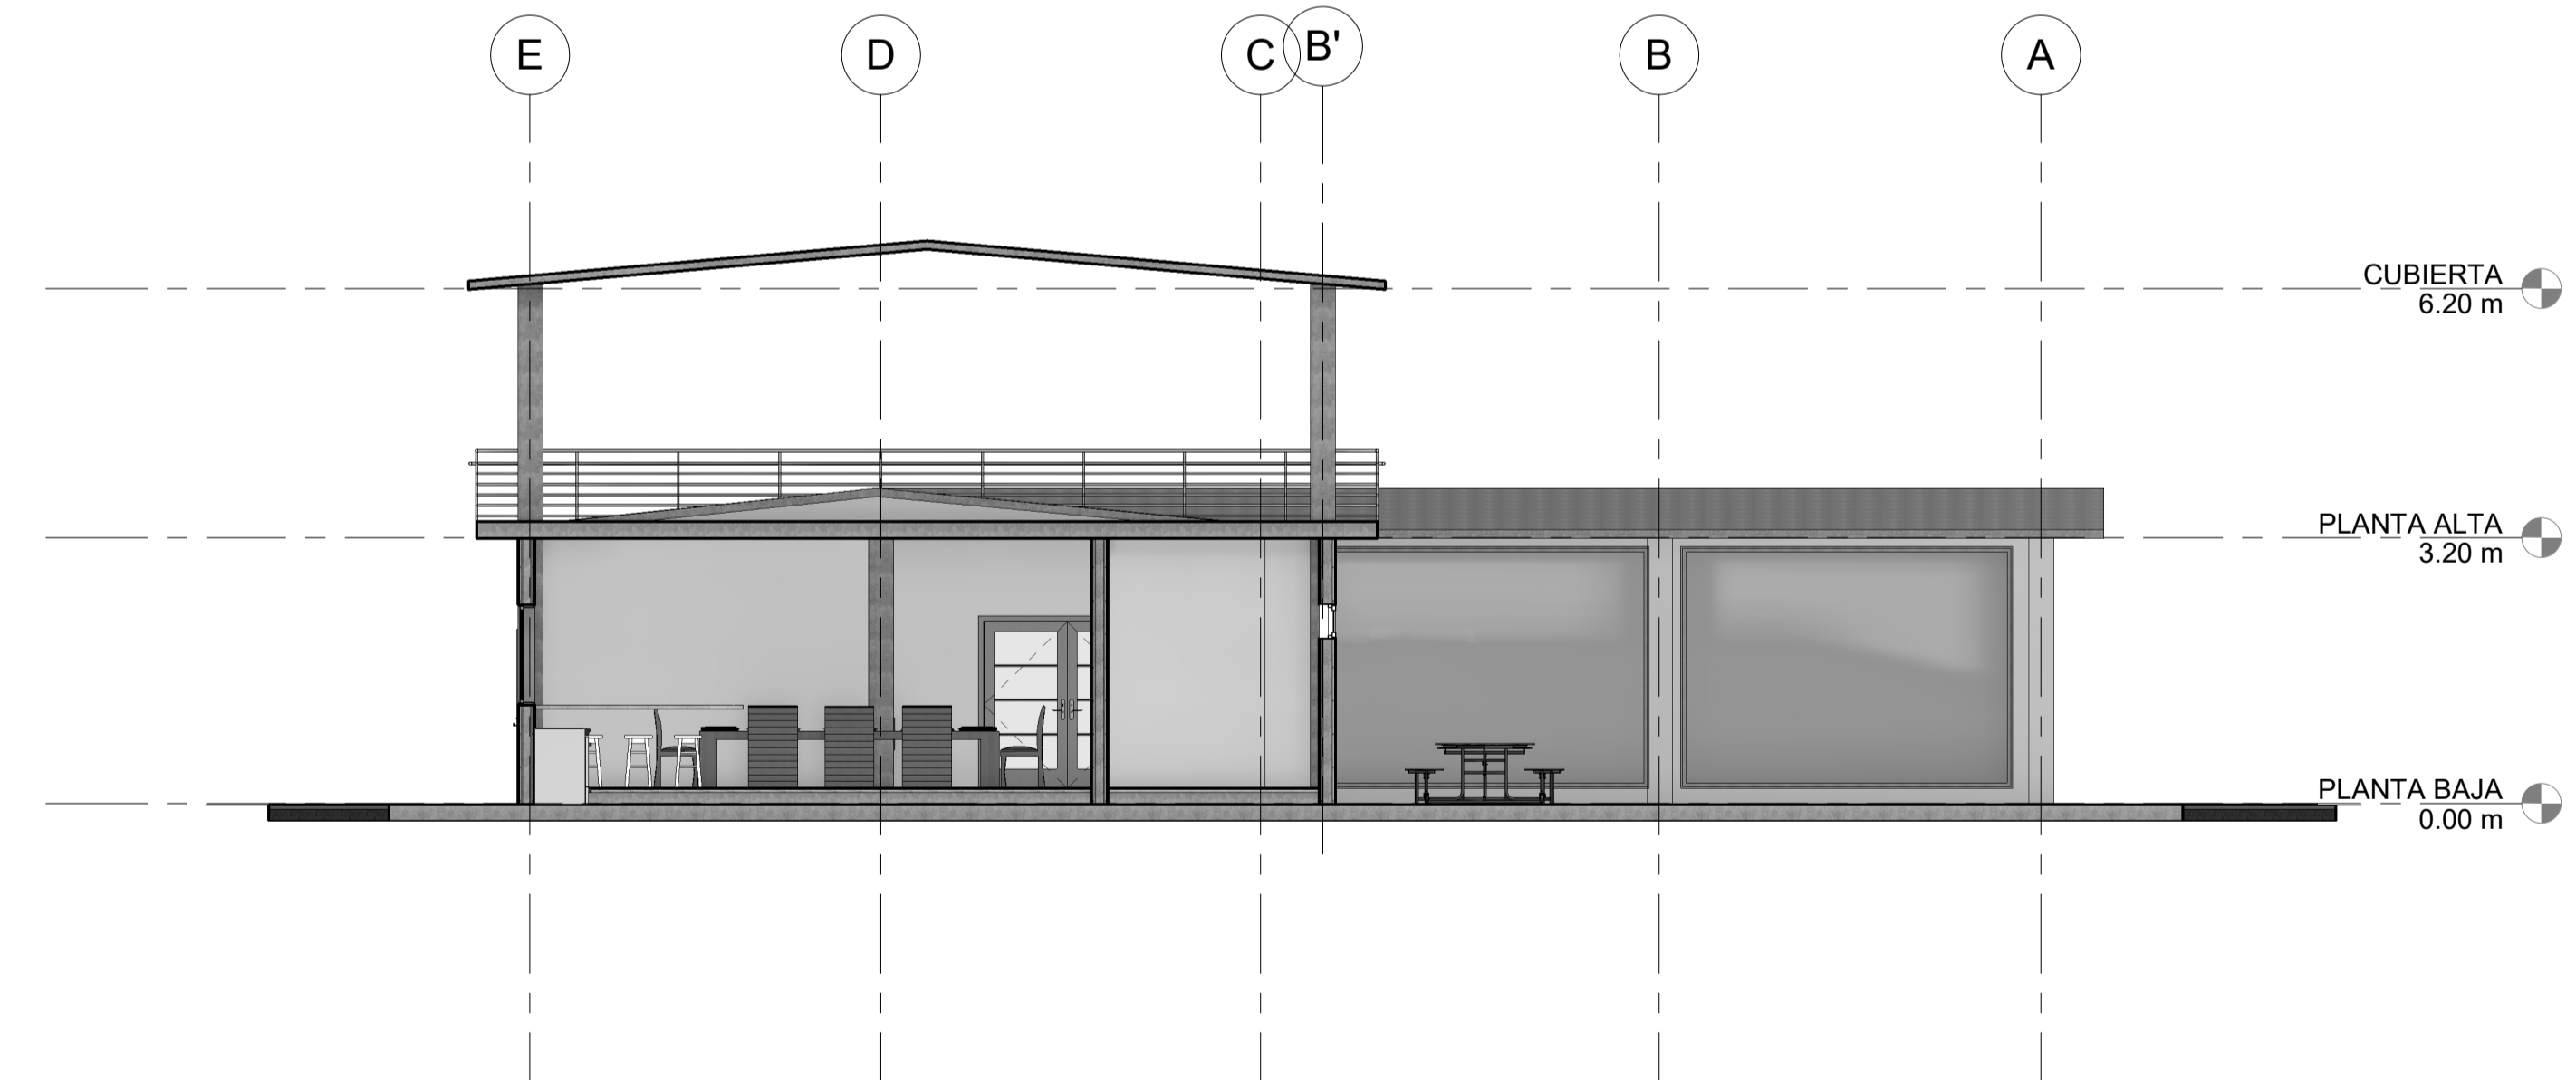 E
D
C
B'
B
A
CUBIERTA
6.20 m
PLANTA ALTA
3.20 m
PLANTA BAJA
0.00 m